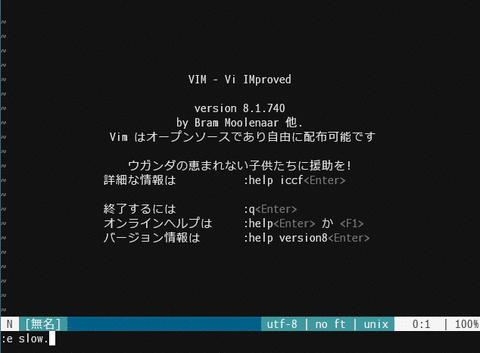 VIM - Vi IMproved
version 8.1.740
by Bram Moolenaar 他.
Vim はオープンソースであり自由に配布可能です
ウガンダの恵まれない子供たちに援助を!
詳細な情報は :help iccf<Enter>
終了するには :q<Enter>
オンラインヘルプは :help<Enter> か <F1>
バージョン情報は :help version8<Enter>
N [無名] utf-8 | no ft | unix 0:1 | 100%
:e slow.